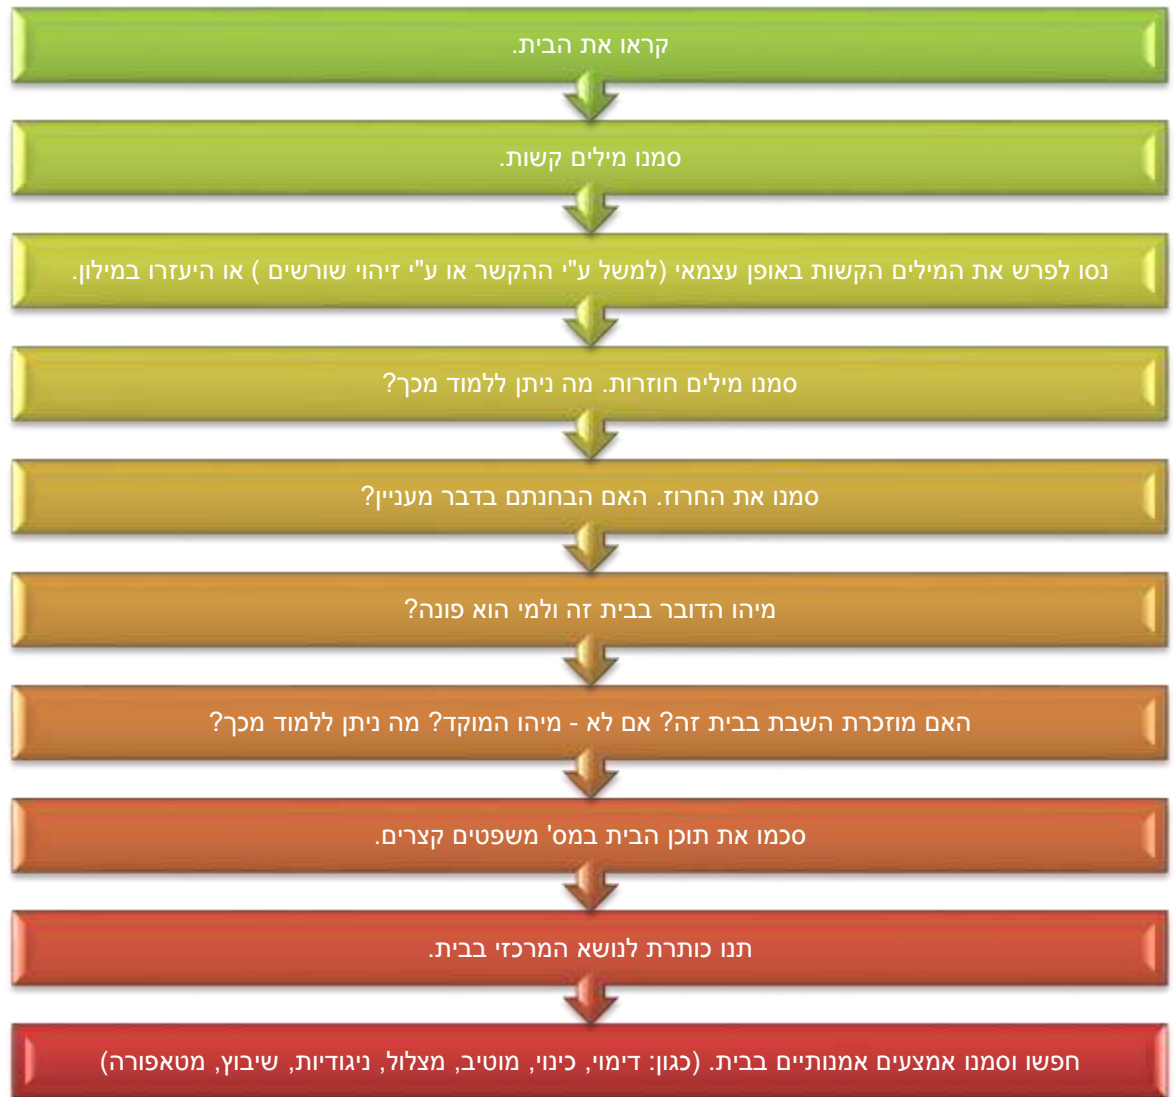 קראו את הבית.
סמנו מילים קשות.
נסו לפרש את המילים הקשות באופן עצמאי (למשל ע"י ההקשר או ע"י זיהוי שורשים ) או היעזרו במילון.
סמנו מילים חוזרות. מה ניתן ללמוד מכך?
סמנו את החרוז. האם הבחנתם בדבר מעניין?
מיהו הדובר בבית זה ולמי הוא פונה?
האם מוזכרת השבת בבית זה? אם לא - מיהו המוקד? מה ניתן ללמוד מכך?
סכמו את תוכן הבית במס' משפטים קצרים.
תנו כותרת לנושא המרכזי בבית.
חפשו וסמנו אמצעים אמנותיים בבית. (כגון: דימוי, כינוי, מוטיב, מצלול, ניגודיות, שיבוץ, מטאפורה)